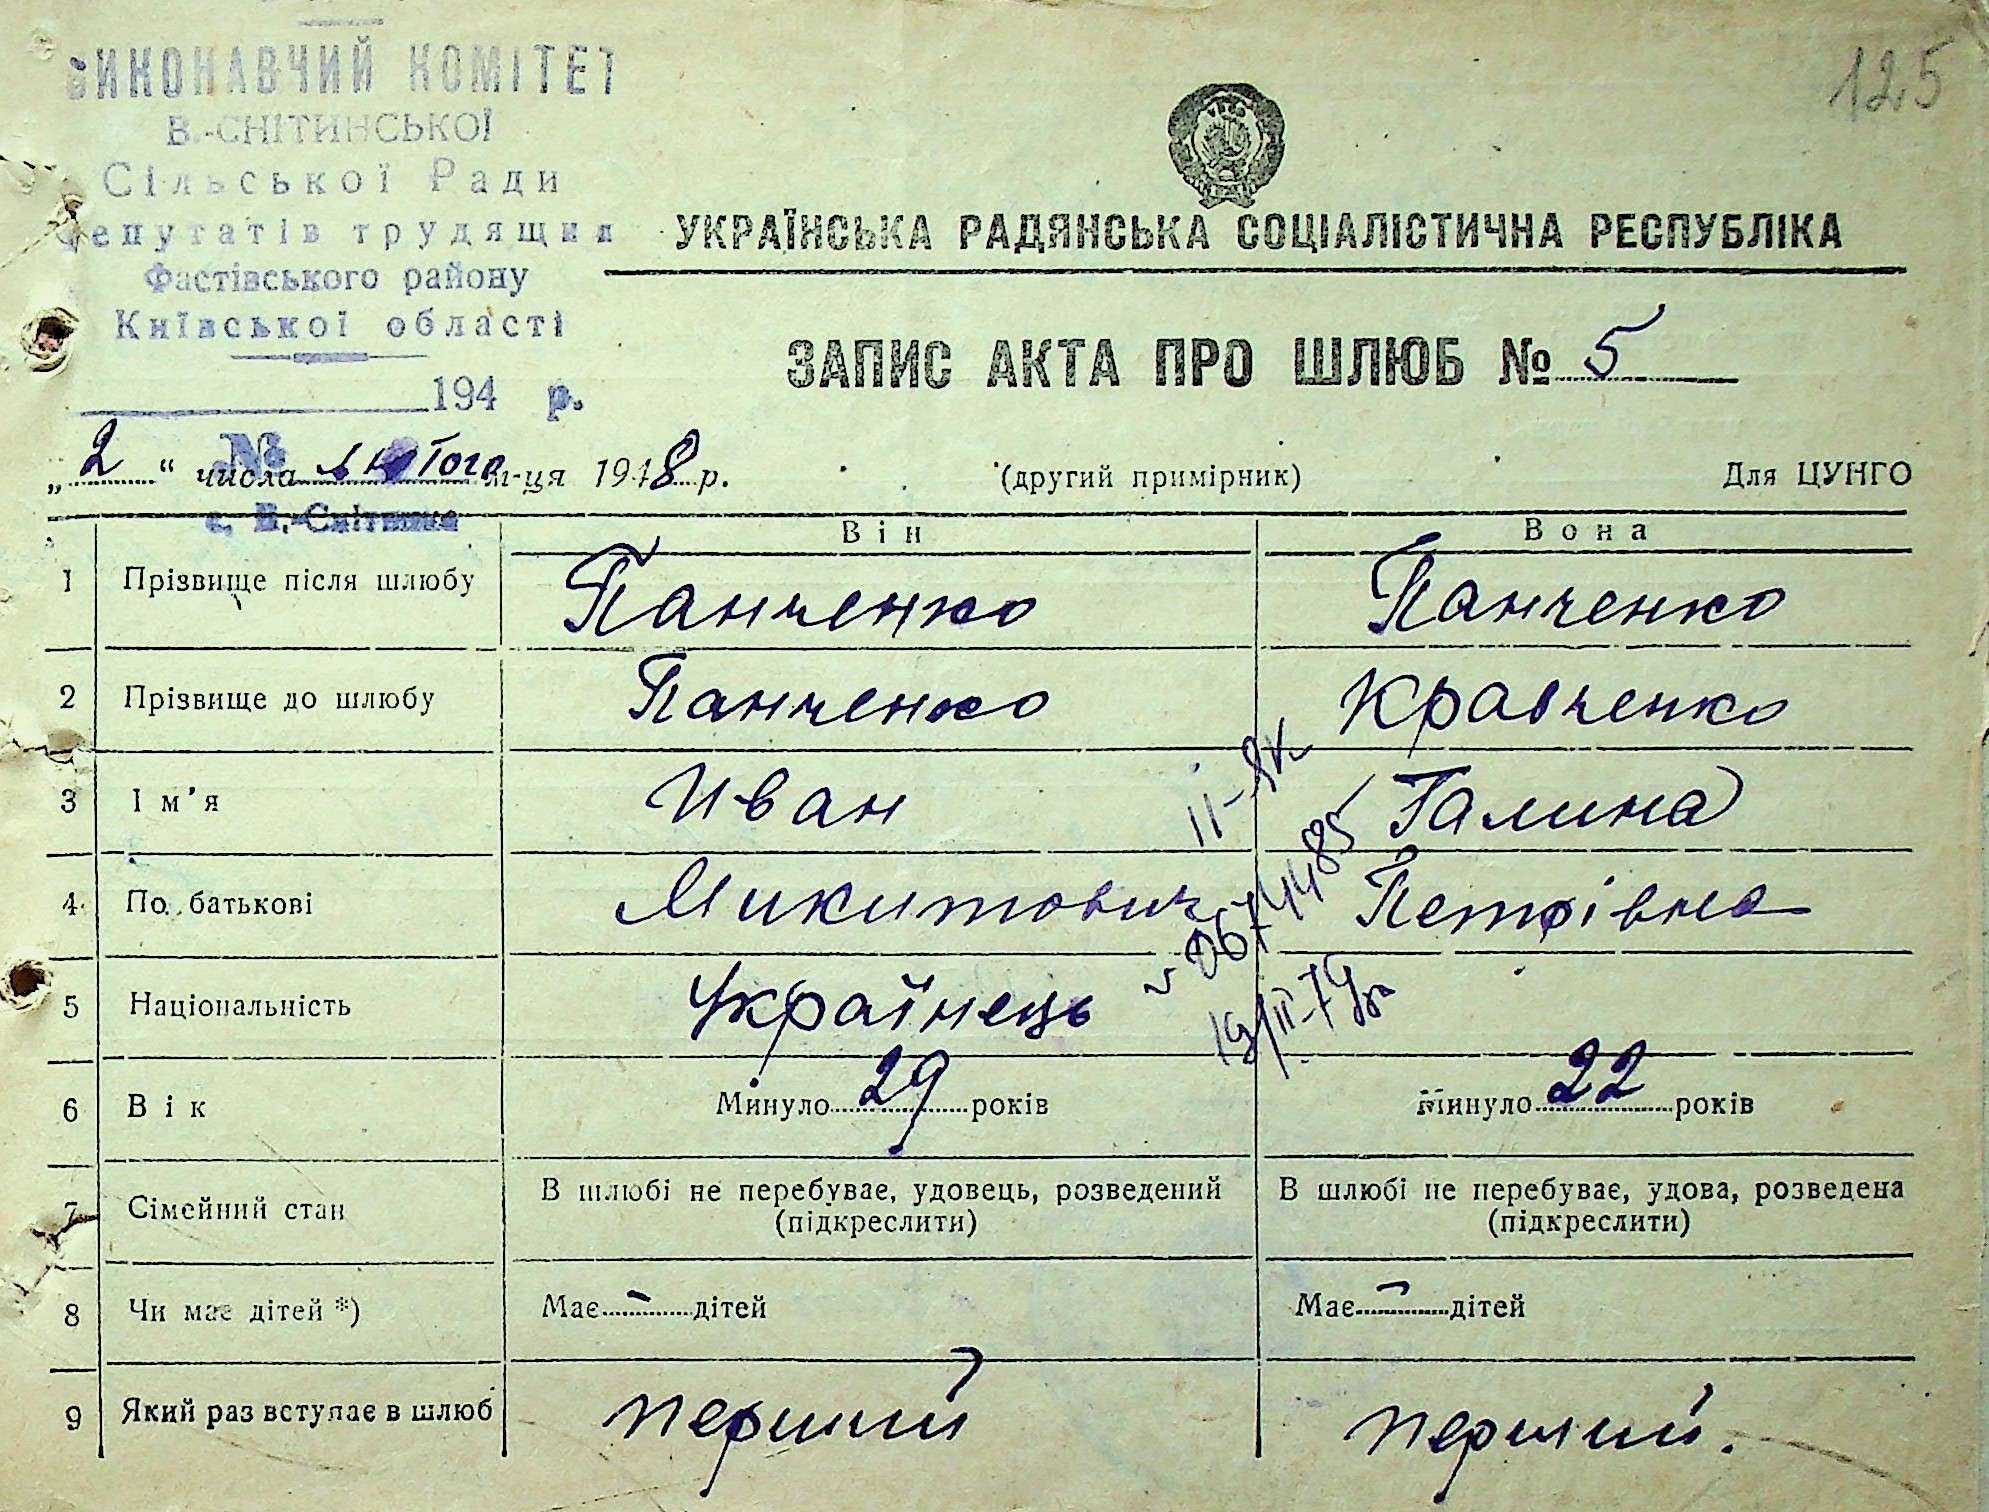 125
ВИКОНАВЧИЙ КОМІТЕТ
В.-СНІТИНСЬКОЇ
Сільської Ради
депутатів трудящих
Фастівського району
Київської області
194 р.
№
с. В.-Снітинка
УКРАЇНСЬКА РАДЯНСЬКА СОЦІАЛІСТИЧНА РЕСПУБЛІКА
ЗАПИС АКТА ПРО ШЛЮБ № 5
„2“ числа лютого м-ця 1948 р. (другий примірник) Для ЦУНГО
Він Вона
1 Прізвище після шлюбу Панченко Панченко
2 Прізвище до шлюбу Панченко Кравченко
3 Ім'я Иван Галина
4 По батькові Микитович Петрівна
5 Національність Українець
6 Вік Минуло 29 років Минуло 22 років
7 Сімейний стан В шлюбі не перебуває, удовець, розведений (підкреслити) В шлюбі не перебуває, удова, розведена (підкреслити)
8 Чи має дітей *) Має - дітей Має - дітей
9 Який раз вступає в шлюб перший перший.